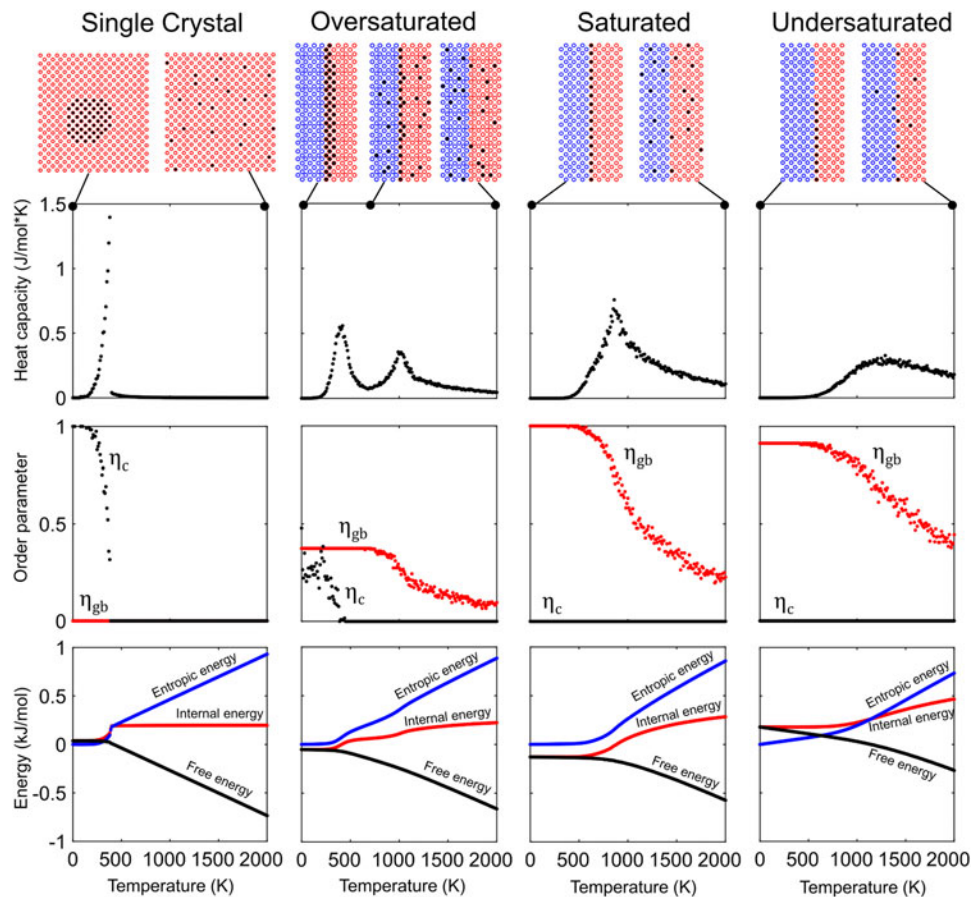 Single Crystal Oversaturated Saturated Undersaturated
Heat capacity (J/mol*K)
1.5
1
0.5
0
Order parameter
1
0.5
0
ηc
ηgb
ηgb
ηc
ηgb
ηc
ηgb
ηc
Energy (kJ/mol)
1
0.5
0
-0.5
-1
Entropic energy
Internal energy
Free energy
Entropic energy
Internal energy
Free energy
Entropic energy
Internal energy
Free energy
Entropic energy
Internal energy
Free energy
0 500 1000 1500 2000 0 500 1000 1500 2000 0 500 1000 1500 2000 0 500 1000 1500 2000
Temperature (K) Temperature (K) Temperature (K) Temperature (K)